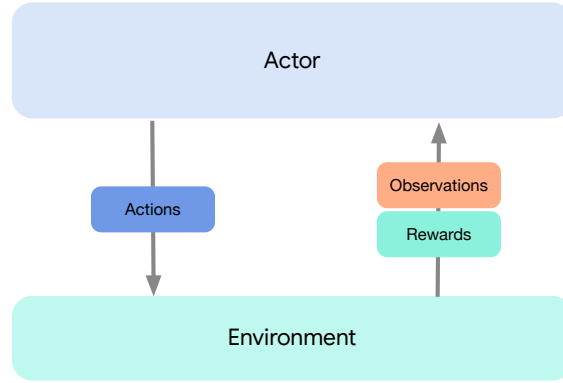 Actor
Actions
Observations
Rewards
Environment